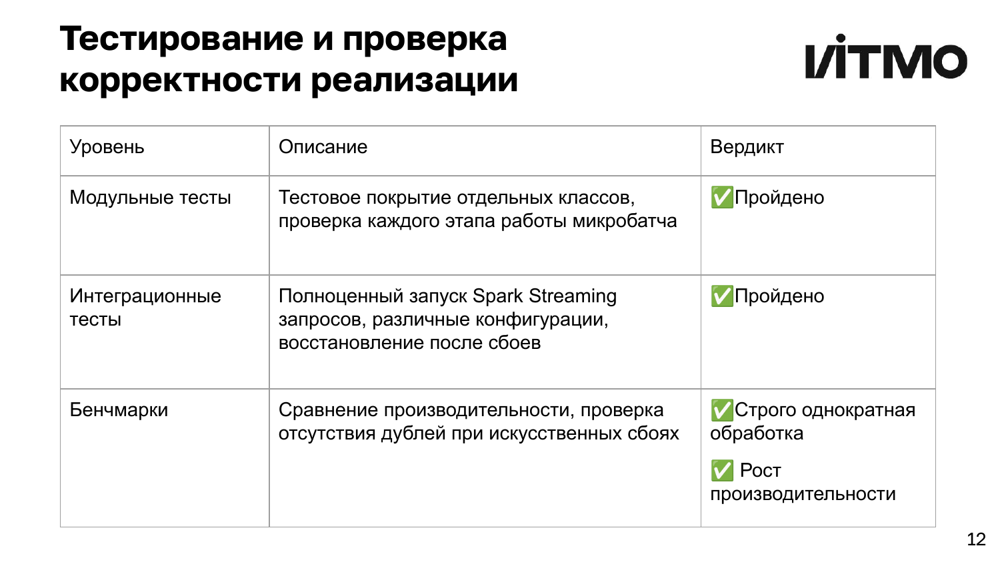 Тестирование и проверка
корректности реализации
ИТМО
Уровень
Описание
Вердикт
Модульные тесты
Тестовое покрытие отдельных классов,
проверка каждого этапа работы микробатча
✅Пройдено
Интеграционные
тесты
Полноценный запуск Spark Streaming
запросов, различные конфигурации,
восстановление после сбоев
✅Пройдено
Бенчмарки
Сравнение производительности, проверка
отсутствия дублей при искусственных сбоях
✅Строго однократная
обработка
✅ Рост
производительности
12